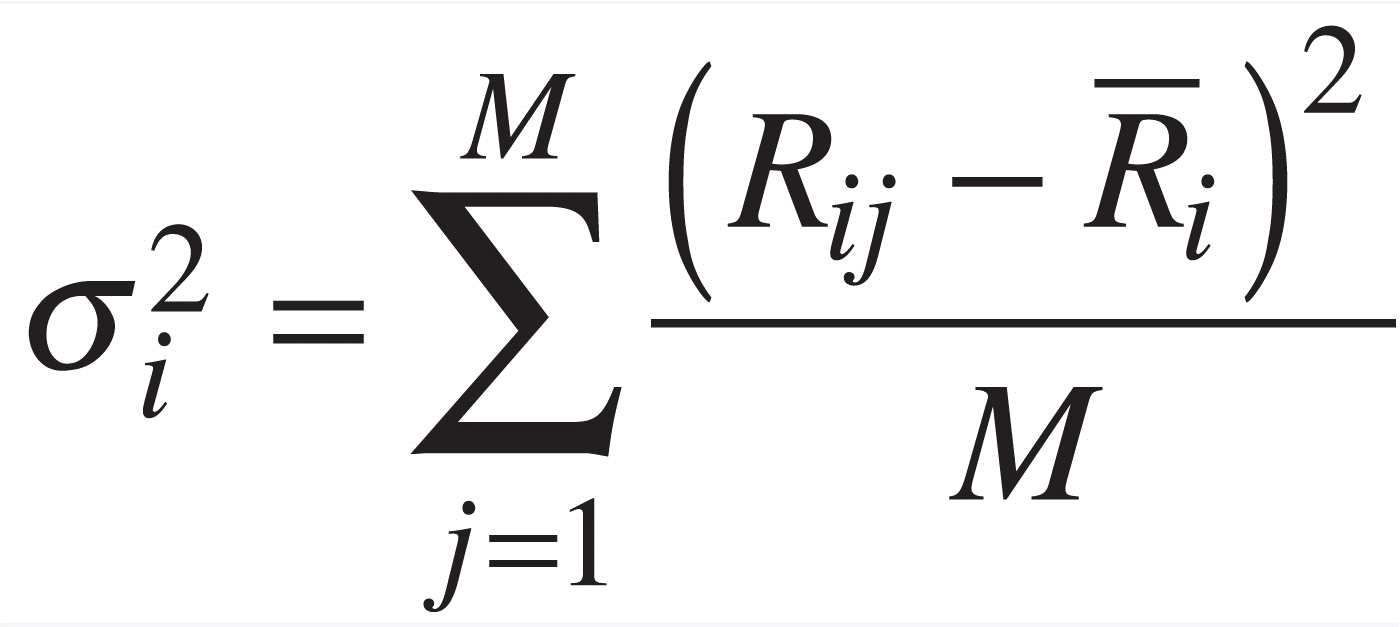 σ_i^2 = \sum_{j=1}^{M} \frac{(R_{ij} − \overline{R}_i)^2}{M}